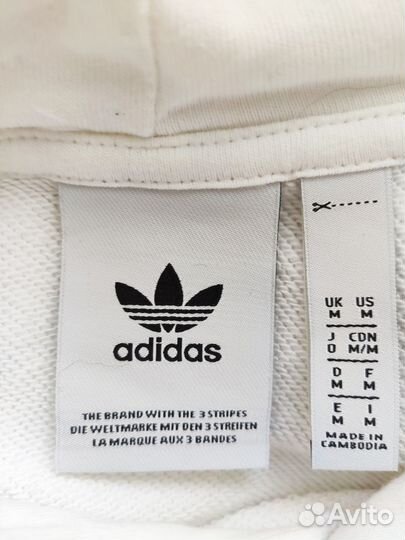 adidas
THE BRAND WITH THE 3 STRIPES
DIE WELTMARKE MIT DEN 3 STREIFEN
LA MARQUE AUX 3 BANDES
UK US
M M
J CDN
O M/M
D F
M M
E I
M M
MADE IN
CAMBODIA
Avito